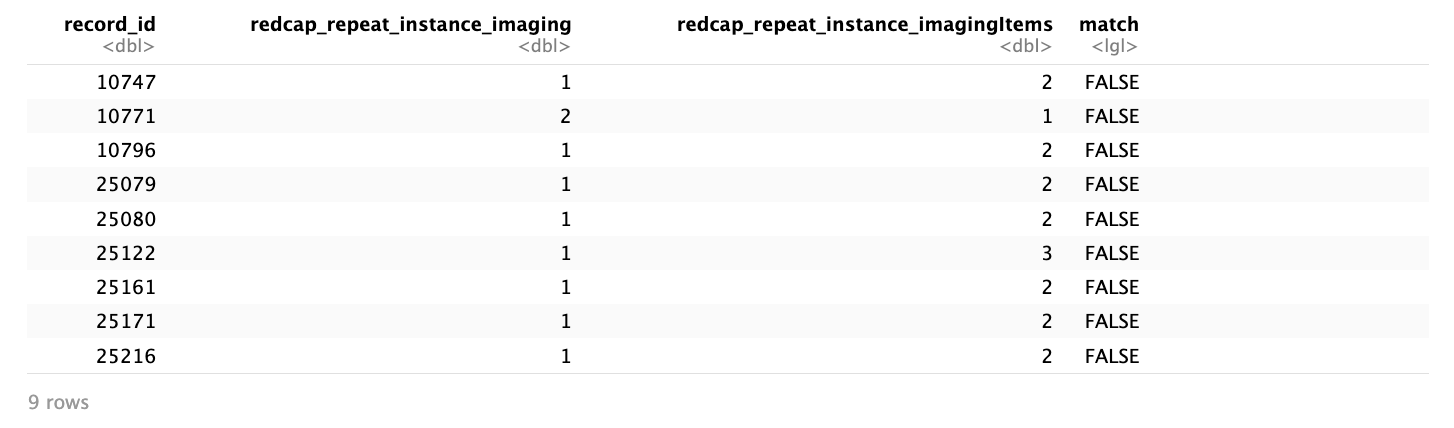 record_id redcap_repeat_instance_imaging redcap_repeat_instance_imagingItems match
<dbl> <dbl> <dbl> <lgl>
10747 1 2 FALSE
10771 2 1 FALSE
10796 1 2 FALSE
25079 1 2 FALSE
25080 1 2 FALSE
25122 1 3 FALSE
25161 1 2 FALSE
25171 1 2 FALSE
25216 1 2 FALSE
9 rows